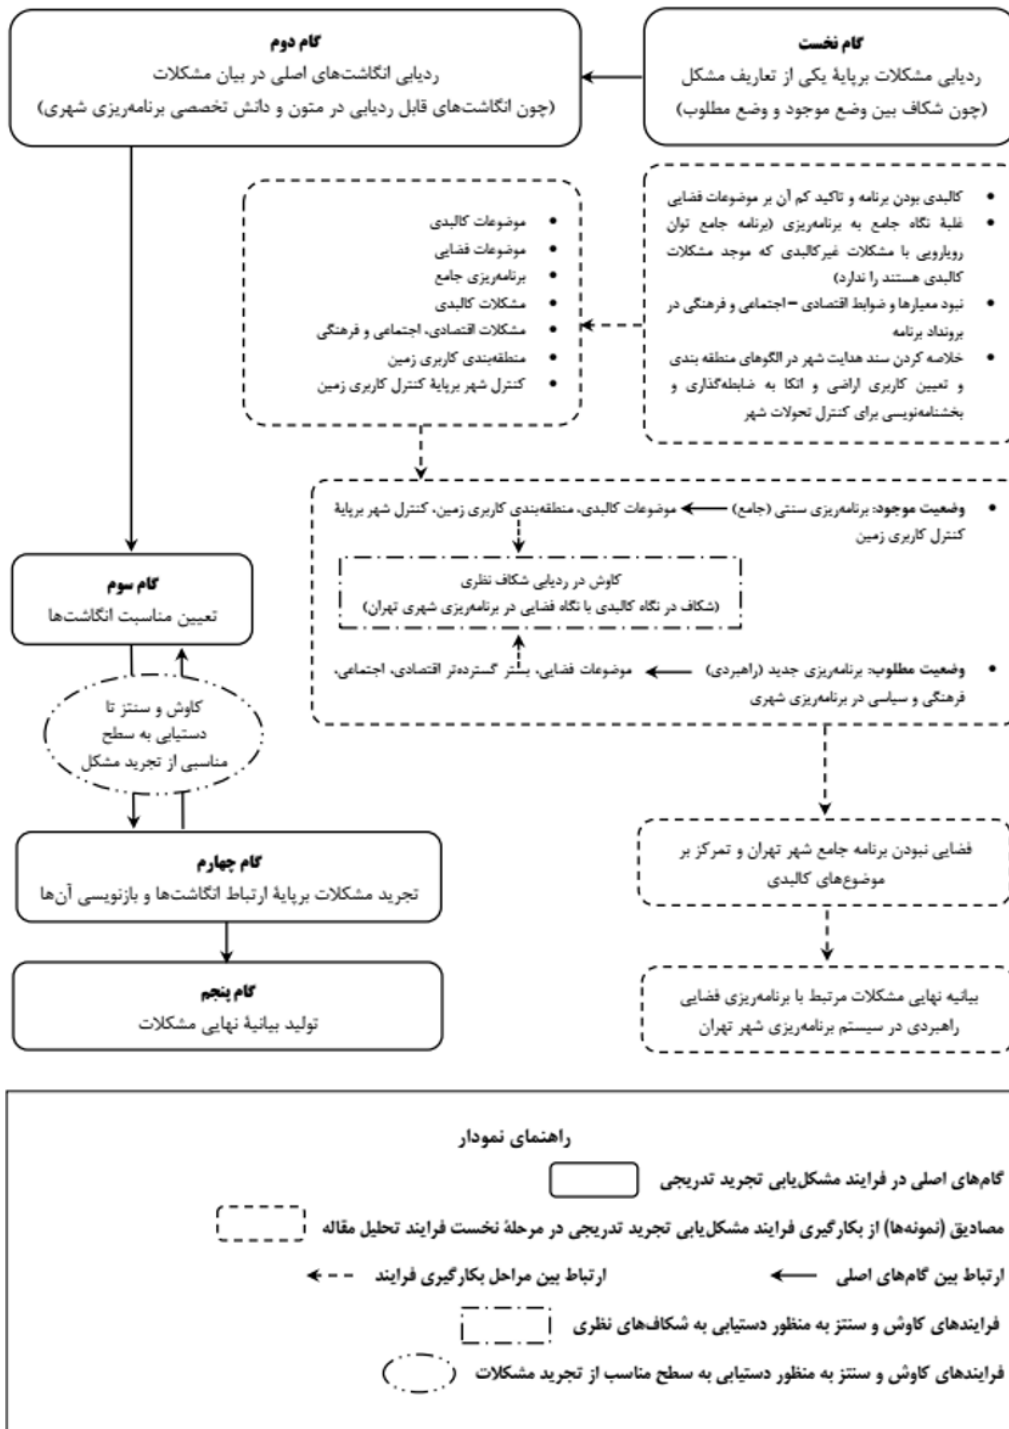 گام نخست
ردیابی مشکلات برپایۀ یکی از تعاریف مشکل
(چون شکاف بین وضع موجود و وضع مطلوب)
گام دوم
ردیابی انگاشت‌های اصلی در بیان مشکلات
(چون انگاشت‌های قابل ردیابی در متون و دانش تخصصی برنامه‌ریزی شهری)
• کالبدی بودن برنامه و تاکید کم آن بر موضوعات فضایی
• غلبۀ نگاه جامع به برنامه‌ریزی (برنامه جامع توان
رویارویی با مشکلات غیرکالبدی که موجد مشکلات
کالبدی هستند را ندارد)
• نبود معیارها و ضوابط اقتصادی – اجتماعی و فرهنگی در
برونداد برنامه
• خلاصه کردن سند هدایت شهر در الگوهای منطقه بندی
و تعیین کاربری اراضی و اتکا به ضابطه‌گذاری و
بخشنامه‌نویسی برای کنترل تحولات شهر
• موضوعات کالبدی
• موضوعات فضایی
• برنامه‌ریزی جامع
• مشکلات کالبدی
• مشکلات اقتصادی، اجتماعی و فرهنگی
• منطقه‌بندی کاربری زمین
• کنترل شهر برپایۀ کنترل کاربری زمین
• وضعیت موجود: برنامه‌ریزی سنتی (جامع) ← موضوعات کالبدی، منطقه‌بندی کاربری زمین، کنترل شهر برپایۀ
کنترل کاربری زمین
کاوش در ردیابی شکاف نظری
(شکاف در نگاه کالبدی با نگاه فضایی در برنامه‌ریزی شهری تهران)
• وضعیت مطلوب: برنامه‌ریزی جدید (راهبردی) ← موضوعات فضایی، بستر گسترده‌تر اقتصادی، اجتماعی،
فرهنگی و سیاسی در برنامه‌ریزی شهری
گام سوم
تعیین مناسبت انگاشت‌ها
کاوش و سنتز تا
دستیابی به سطح
مناسبی از تجرید مشکل
گام چهارم
تجرید مشکلات برپایۀ ارتباط انگاشت‌ها و بازنویسی آن‌ها
گام پنجم
تولید بیانیۀ نهایی مشکلات
فضایی نبودن برنامه جامع شهر تهران و تمرکز بر
موضوع‌های کالبدی
بیانیه نهایی مشکلات مرتبط با برنامه‌ریزی فضایی
راهبردی در سیستم برنامه‌ریزی شهر تهران
راهنمای نمودار
گام‌های اصلی در فرایند مشکل‌یابی تجرید تدریجی
مصادیق (نمونه‌ها) از بکارگیری فرایند مشکل‌یابی تجرید تدریجی در مرحلۀ نخست فرایند تحلیل مقاله
ارتباط بین گام‌های اصلی
ارتباط بین مراحل بکارگیری فرایند
فرایندهای کاوش و سنتز به منظور دستیابی به شکاف‌های نظری
فرایندهای کاوش و سنتز به منظور دستیابی به سطح مناسب از تجرید مشکلات